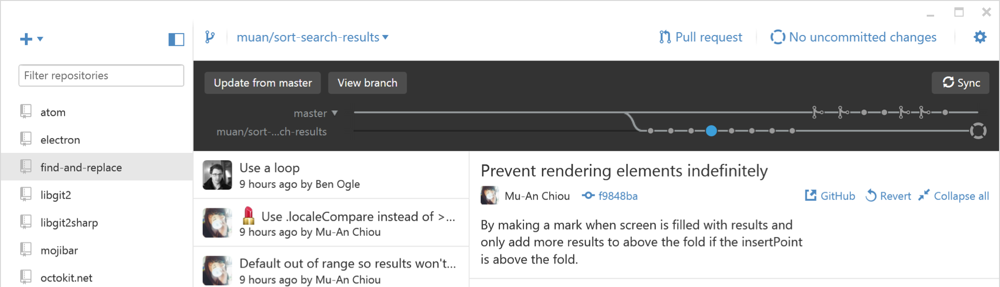 muan/sort-search-results
Pull request
No uncommitted changes
Filter repositories
atom
electron
find-and-replace
libgit2
libgit2sharp
mojibar
octokit.net
Update from master
View branch
Sync
master
muan/sort-...ch-results
Use a loop
9 hours ago by Ben Ogle
Use .localeCompare instead of >...
9 hours ago by Mu-An Chiou
Default out of range so results won't...
9 hours ago by Mu-An Chiou
Prevent rendering elements indefinitely
Mu-An Chiou
f9848ba
GitHub
Revert
Collapse all
By making a mark when screen is filled with results and
only add more results to above the fold if the insertPoint
is above the fold.